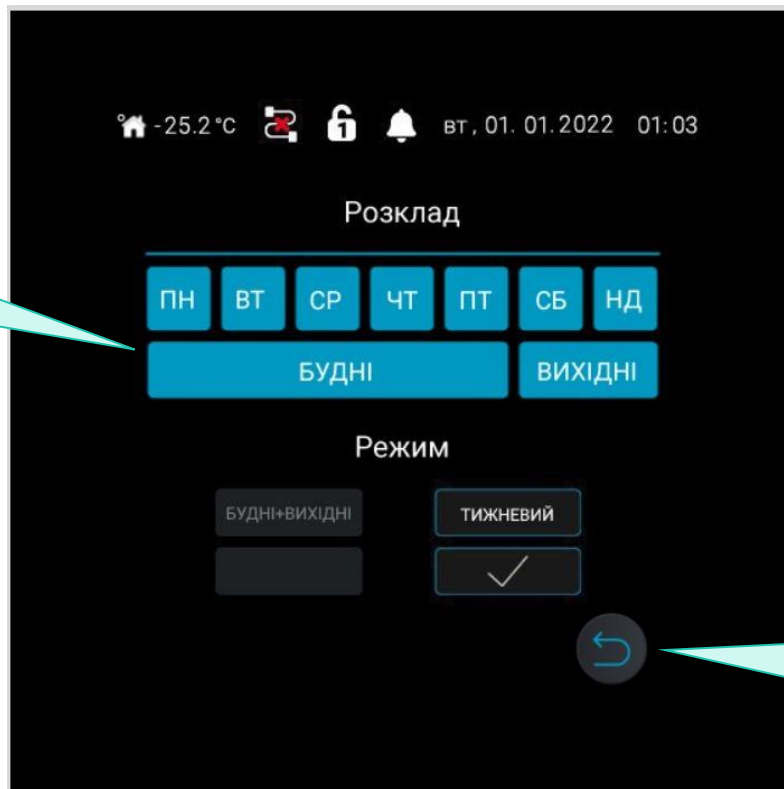 -25.2°C 1 вт, 01. 01.2022 01:03
Розклад
ПН ВТ СР ЧТ ПТ СБ НД
БУДНІ ВИХІДНІ
Режим
БУДНІ+ВИХІДНІ ТИЖНЕВИЙ